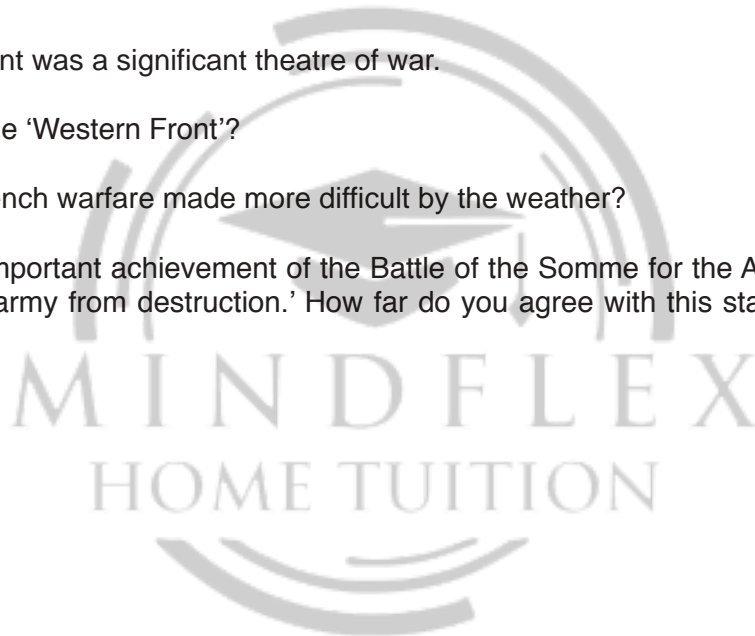 nt was a significant theatre of war.
e ‘Western Front’?
ench warfare made more difficult by the weather?
mportant achievement of the Battle of the Somme for the A
army from destruction.’ How far do you agree with this sta
MINDFLEX
HOME TUITION